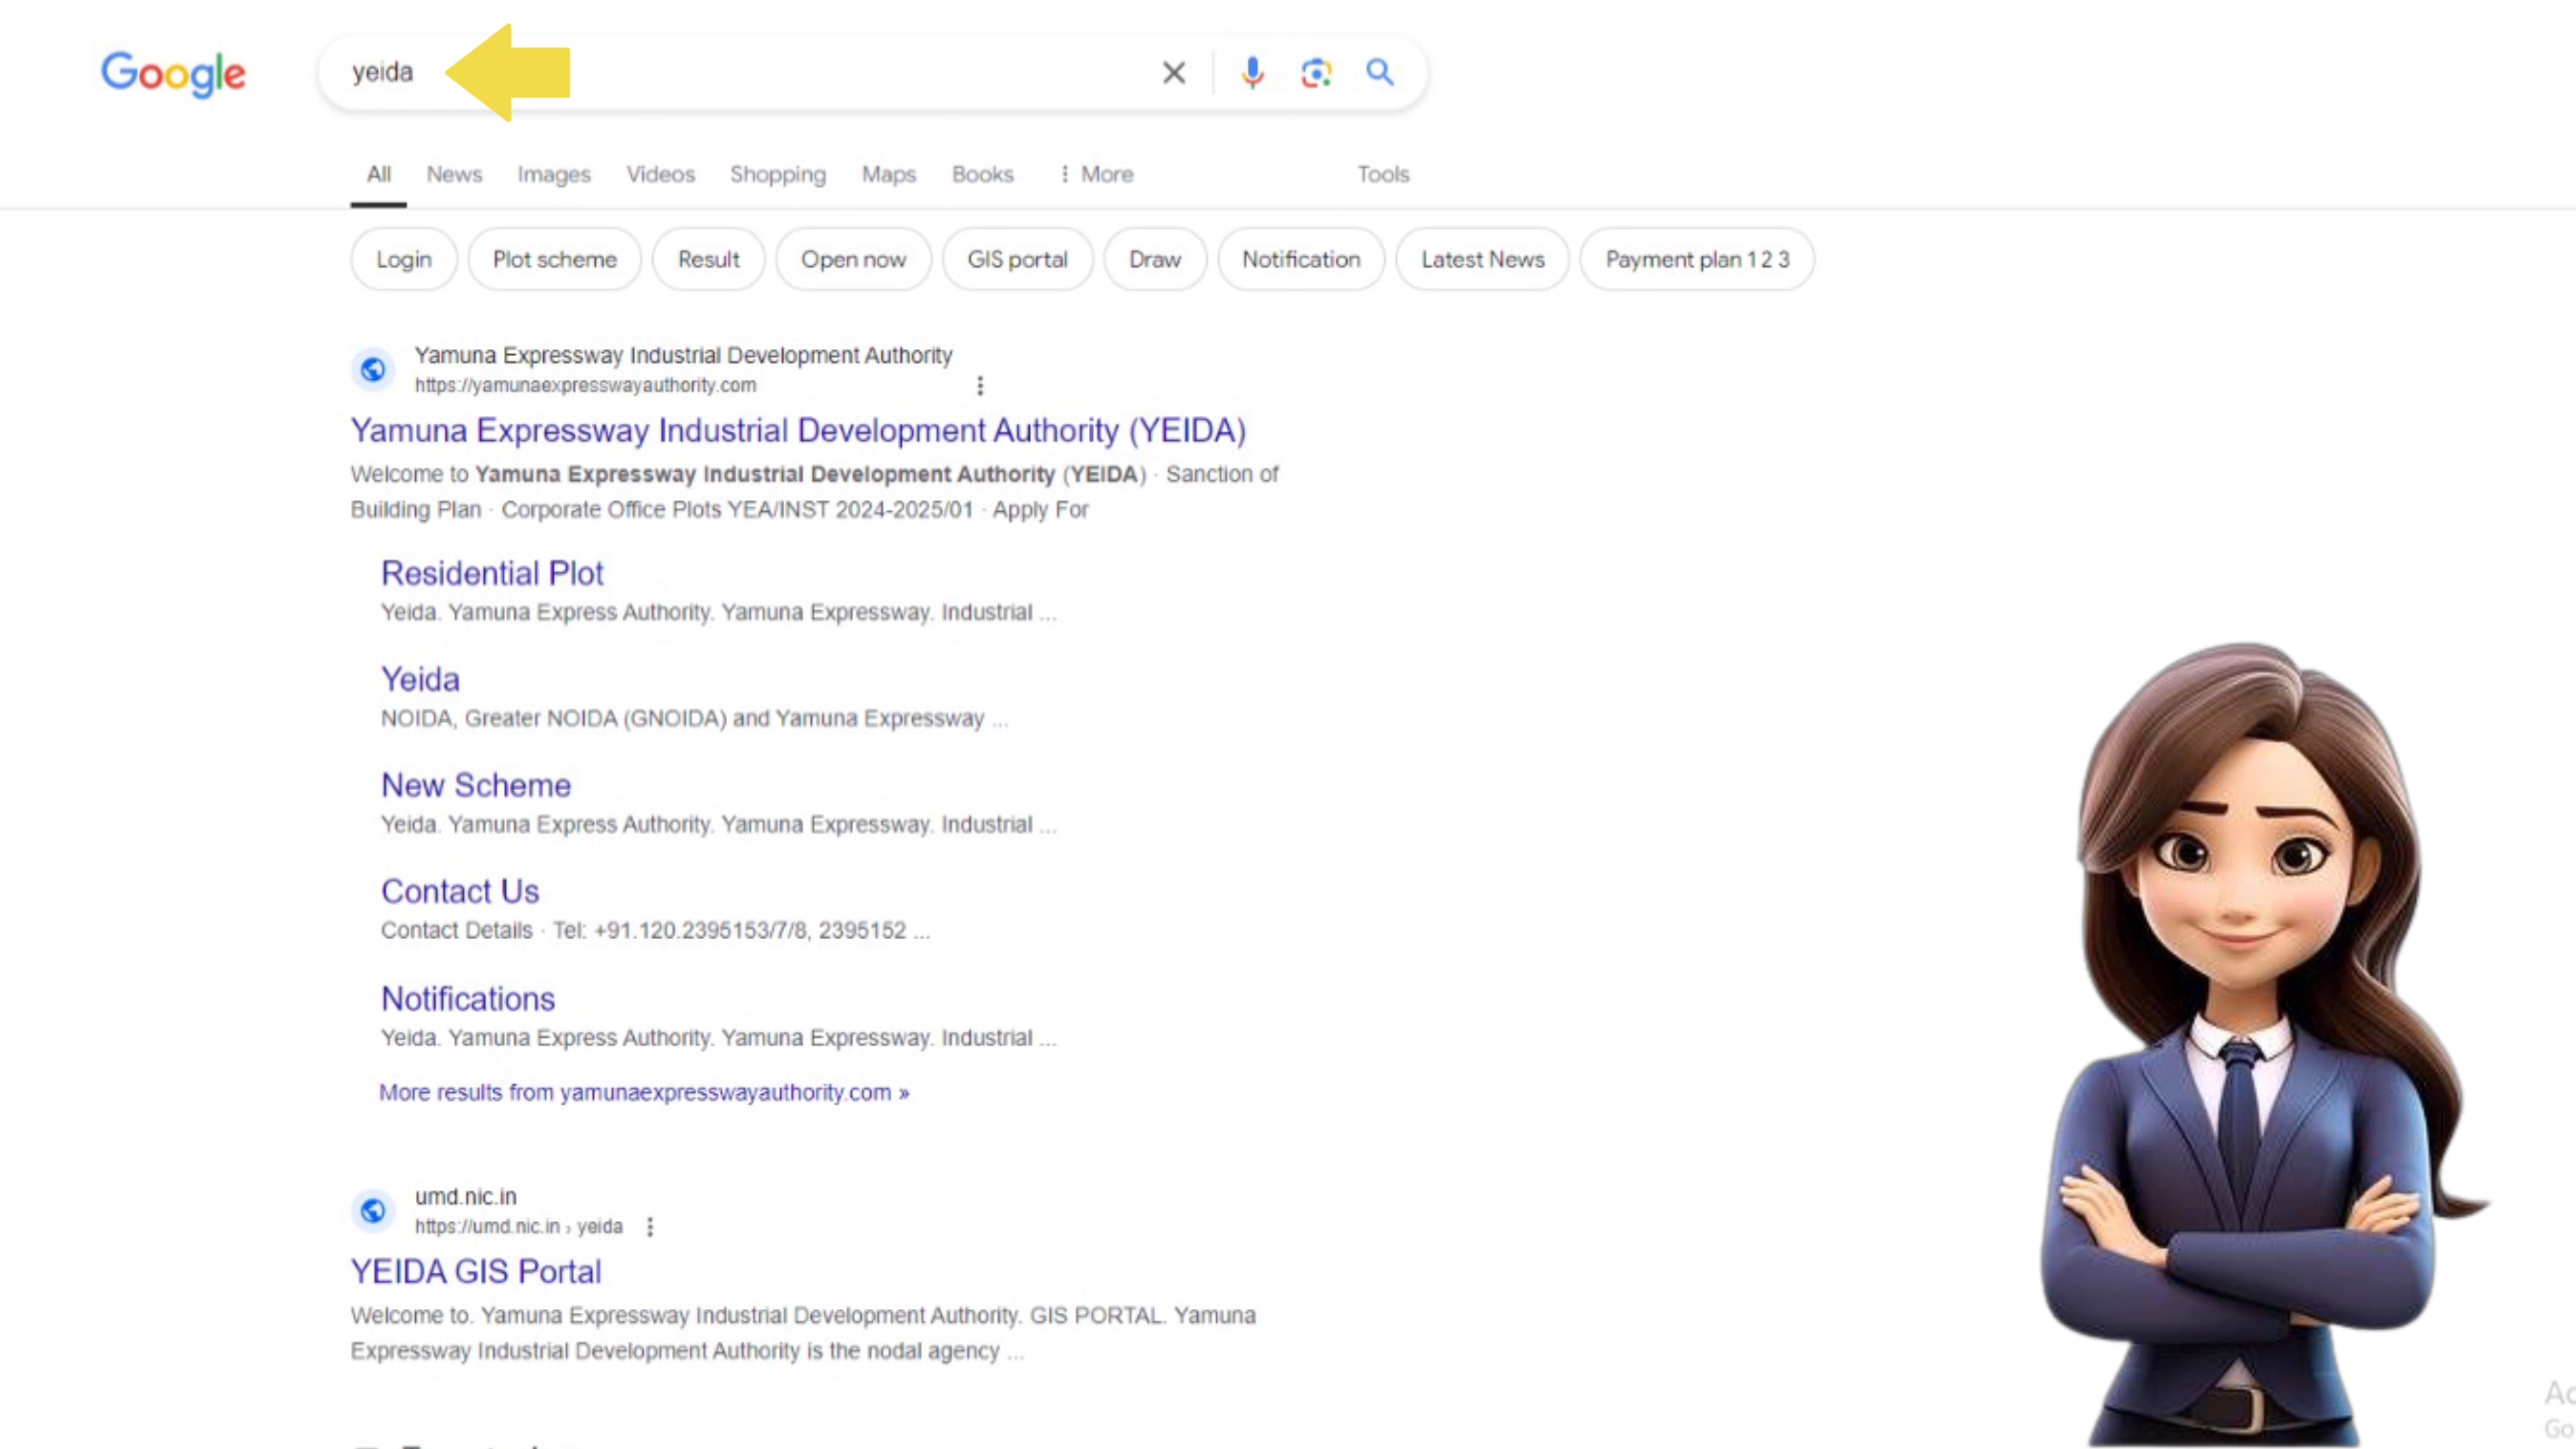 Google
yeida
All News Images Videos Shopping Maps Books More Tools
Login Plot scheme Result Open now GIS portal Draw Notification Latest News Payment plan 1 2 3
Yamuna Expressway Industrial Development Authority
https://yamunaexpresswayauthority.com
Yamuna Expressway Industrial Development Authority (YEIDA)
Welcome to Yamuna Expressway Industrial Development Authority (YEIDA) · Sanction of
Building Plan · Corporate Office Plots YEA/INST 2024-2025/01 · Apply For
Residential Plot
Yeida. Yamuna Express Authority. Yamuna Expressway. Industrial ...
Yeida
NOIDA, Greater NOIDA (GNOIDA) and Yamuna Expressway ...
New Scheme
Yeida. Yamuna Express Authority. Yamuna Expressway. Industrial ...
Contact Us
Contact Details · Tel: +91.120.2395153/7/8, 2395152 ...
Notifications
Yeida. Yamuna Express Authority. Yamuna Expressway. Industrial ...
More results from yamunaexpresswayauthority.com »
umd.nic.in
https://umd.nic.in › yeida
YEIDA GIS Portal
Welcome to. Yamuna Expressway Industrial Development Authority. GIS PORTAL. Yamuna
Expressway Industrial Development Authority is the nodal agency ...